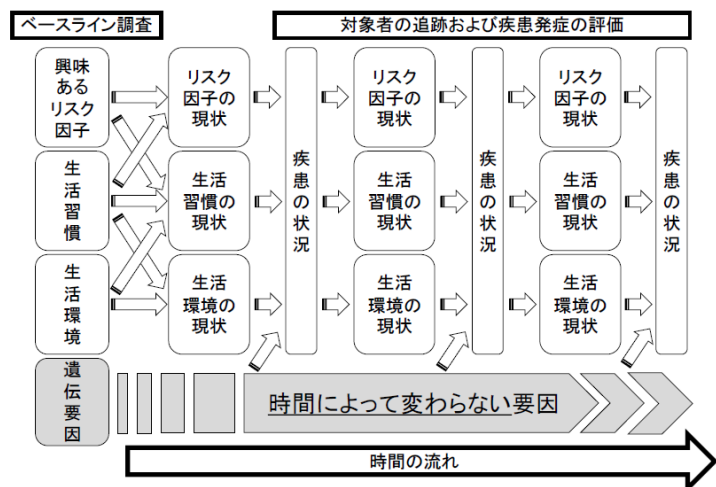 ベースライン調査
対象者の追跡および疾患発症の評価
興味
ある
リスク
因子
リスク
因子の
現状
疾患の状況
リスク
因子の
現状
疾患の状況
リスク
因子の
現状
疾患の状況
生活習慣
生活
習慣の
現状
生活
習慣の
現状
生活
習慣の
現状
生活環境
生活
環境の
現状
生活
環境の
現状
生活
環境の
現状
遺伝要因
時間によって変わらない要因
時間の流れ